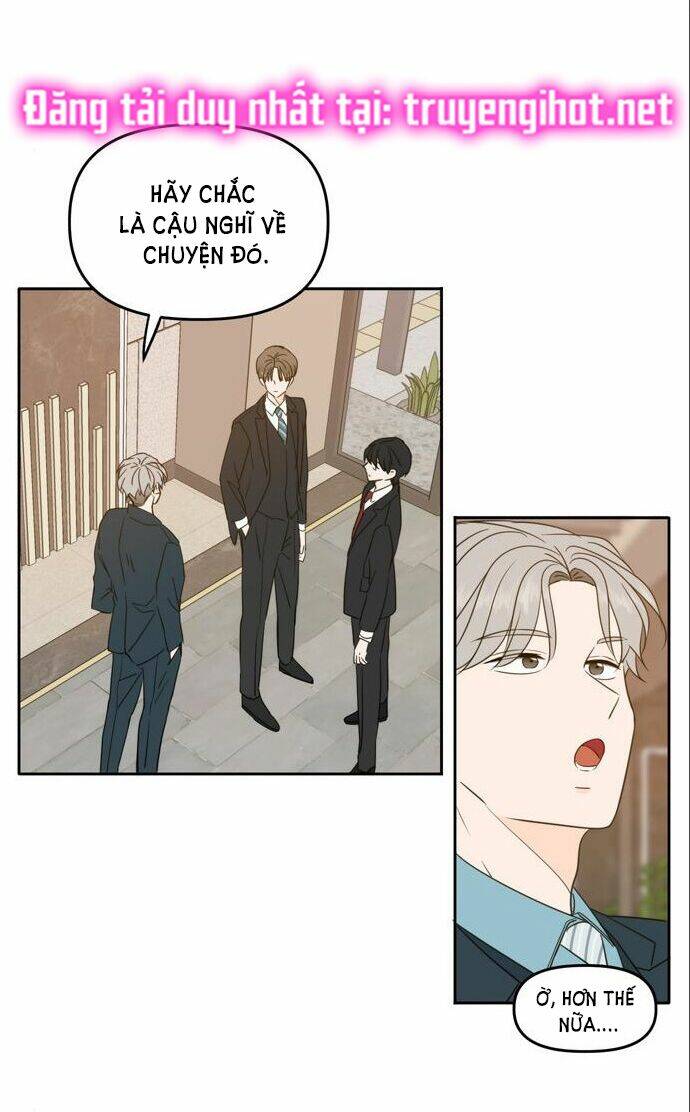 Đăng tải duy nhất tại: truyengihot.net
HÃY CHẮC
LÀ CẬU NGHĨ VỀ
CHUYỆN ĐÓ.
Ờ, HƠN THẾ
NỮA....